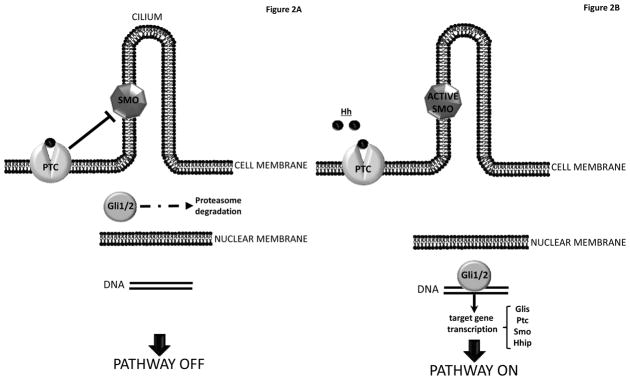 Figure 2A
CILIUM
SMO
PTC
CELL MEMBRANE
Gli1/2
Proteasome
degradation
NUCLEAR MEMBRANE
DNA
PATHWAY OFF
Figure 2B
ACTIVE
SMO
Hh
PTC
CELL MEMBRANE
NUCLEAR MEMBRANE
Gli1/2
DNA
target gene
transcription
Glis
Ptc
Smo
Hhip
PATHWAY ON